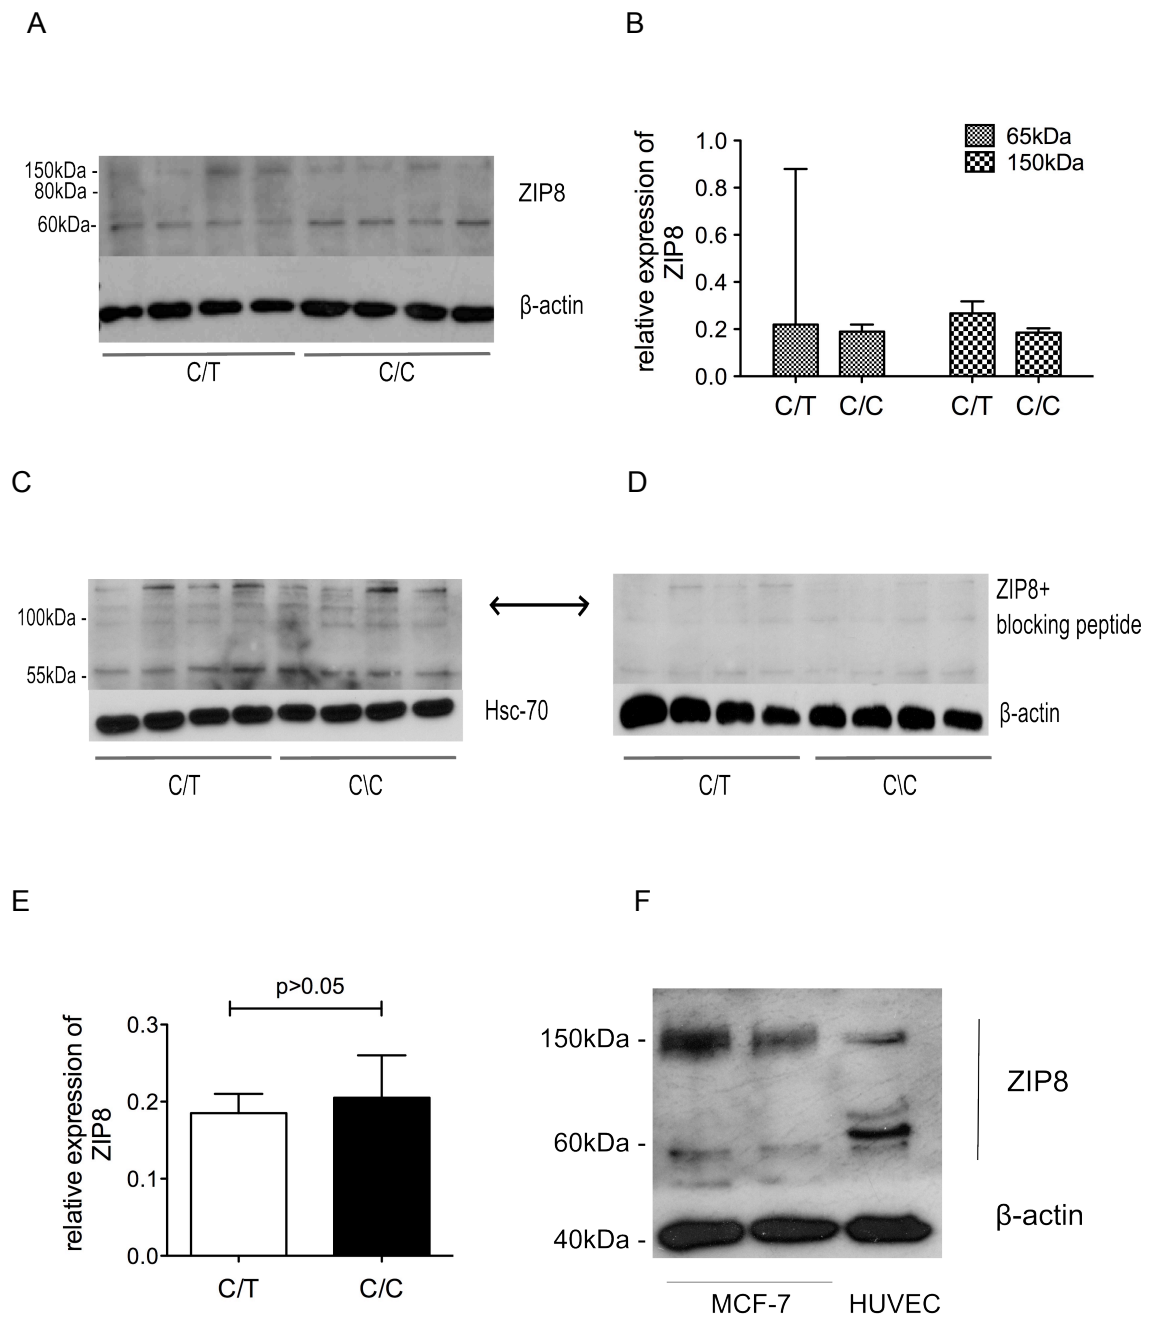 A
150kDa -
80kDa -
60kDa-
ZIP8
β-actin
C/T C/C
B
relative expression of
ZIP8
1.0
0.8
0.6
0.4
0.2
0.0
65kDa
150kDa
C/T C/C C/T C/C
C
100kDa -
55kDa -
Hsc-70
C/T C\C
D
ZIP8+
blocking peptide
β-actin
C/T C\C
E
relative expression of
ZIP8
p>0.05
0.3
0.2
0.1
0.0
C/T C/C
F
150kDa -
60kDa -
40kDa -
ZIP8
β-actin
MCF-7 HUVEC